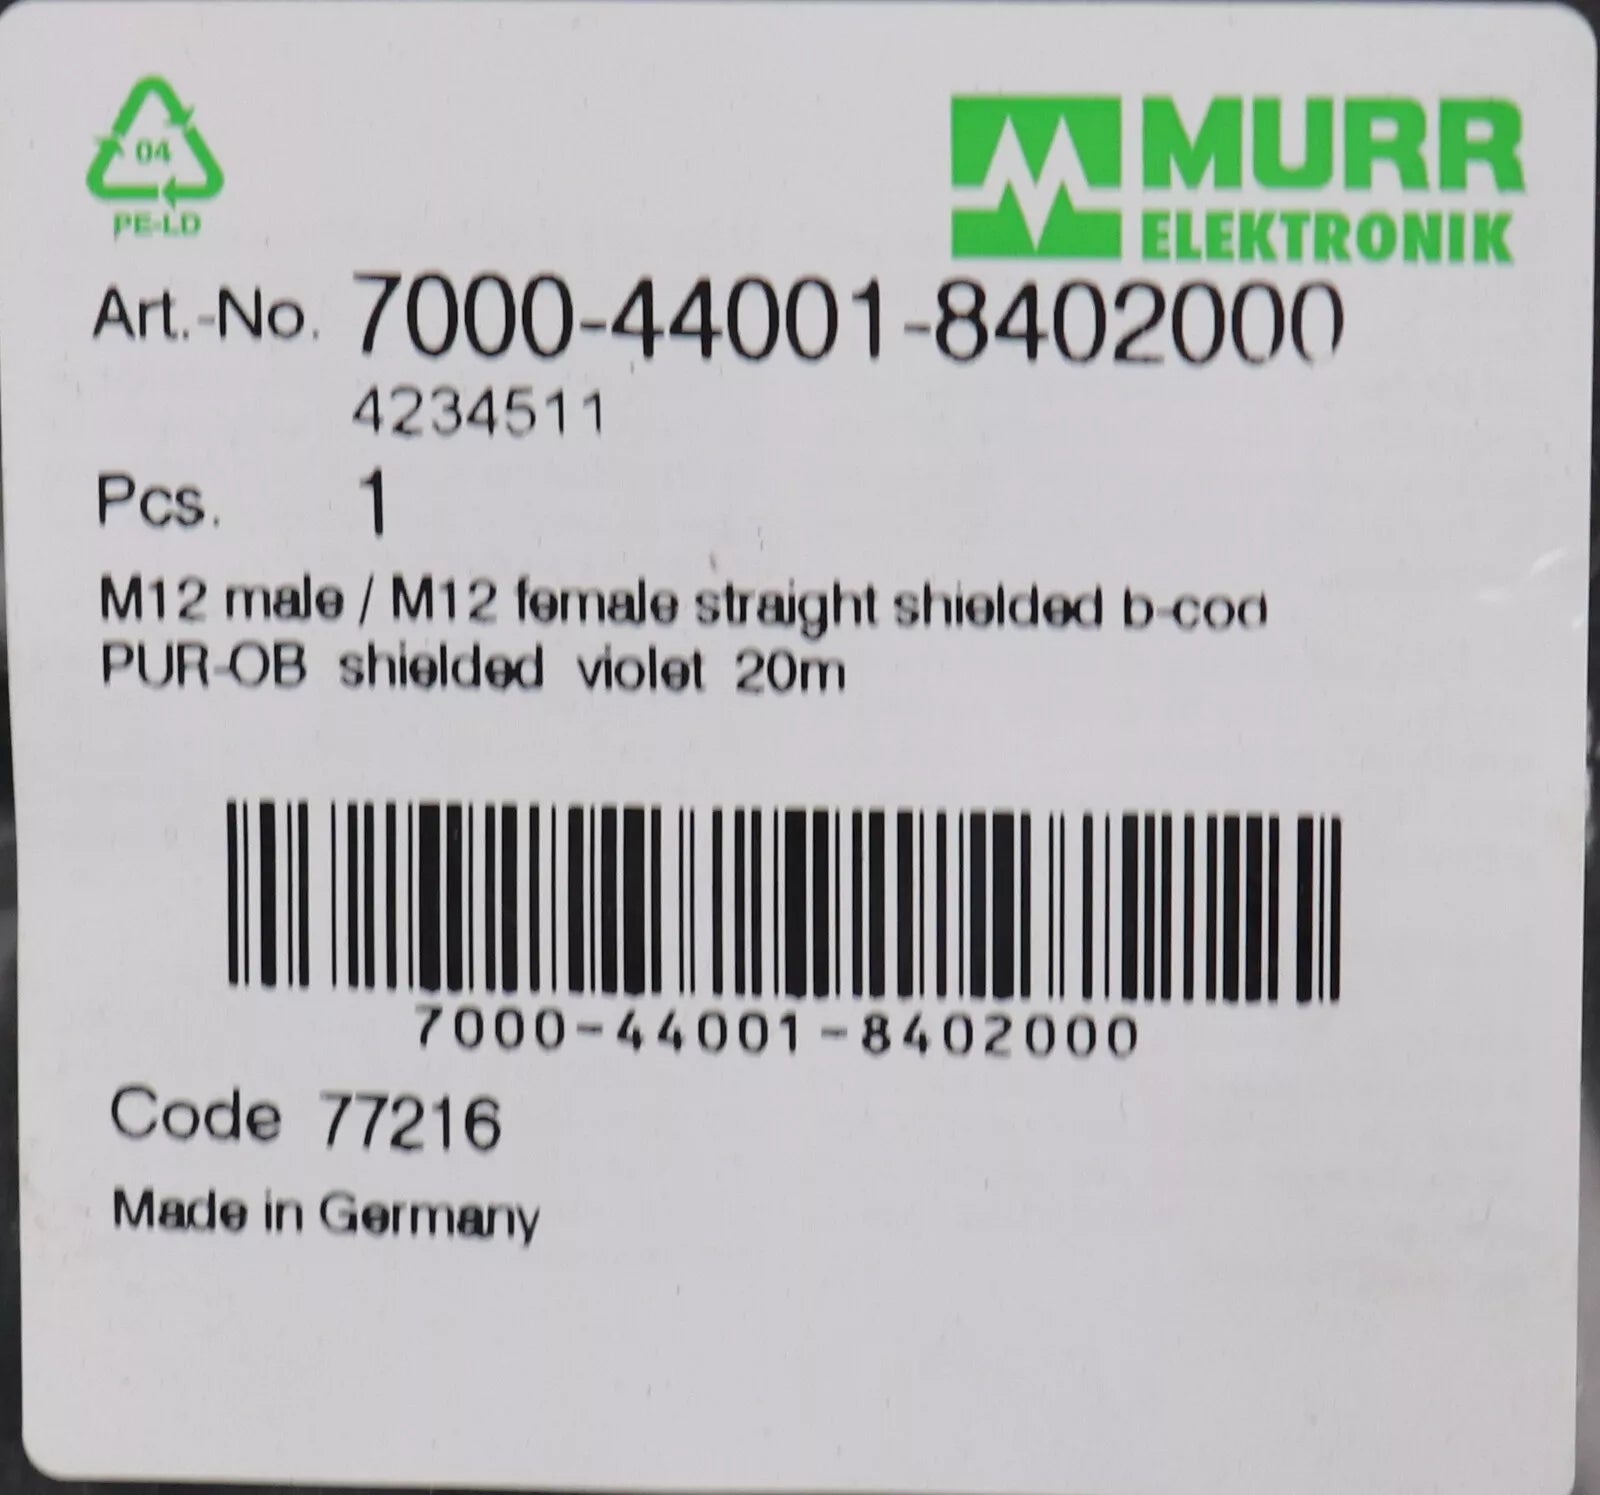 04
PE-LD
MURR
ELEKTRONIK
Art.-No. 7000-44001-8402000
4234511
Pcs. 1
M12 male / M12 female straight shielded b-cod
PUR-OB shielded violet 20m
7000-44001-8402000
Code 77216
Made in Germany